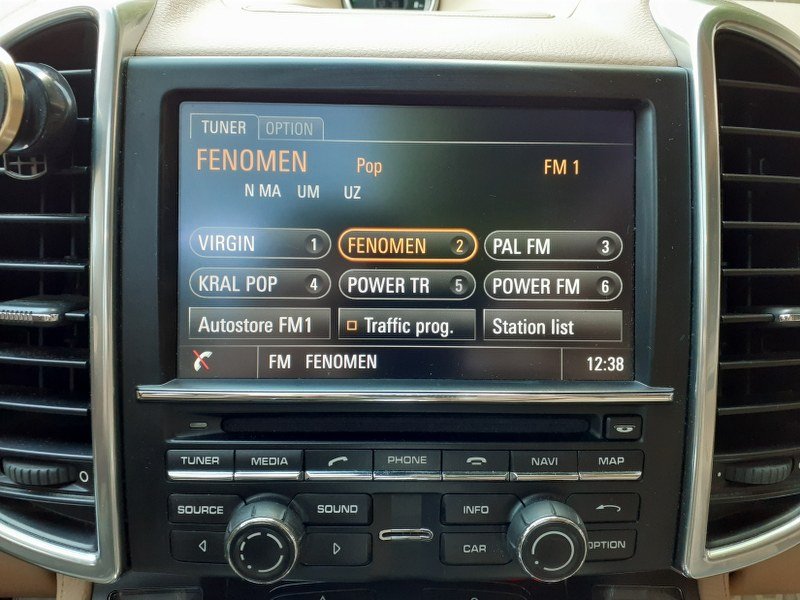 TUNER OPTION
FENOMEN Pop FM 1
N MA UM UZ
VIRGIN 1 FENOMEN 2 PAL FM 3
KRAL POP 4 POWER TR 5 POWER FM 6
Autostore FM1 Traffic prog. Station list
FM FENOMEN 12:38
TUNER MEDIA PHONE NAVI MAP
SOURCE SOUND INFO
CAR OPTION
0 0